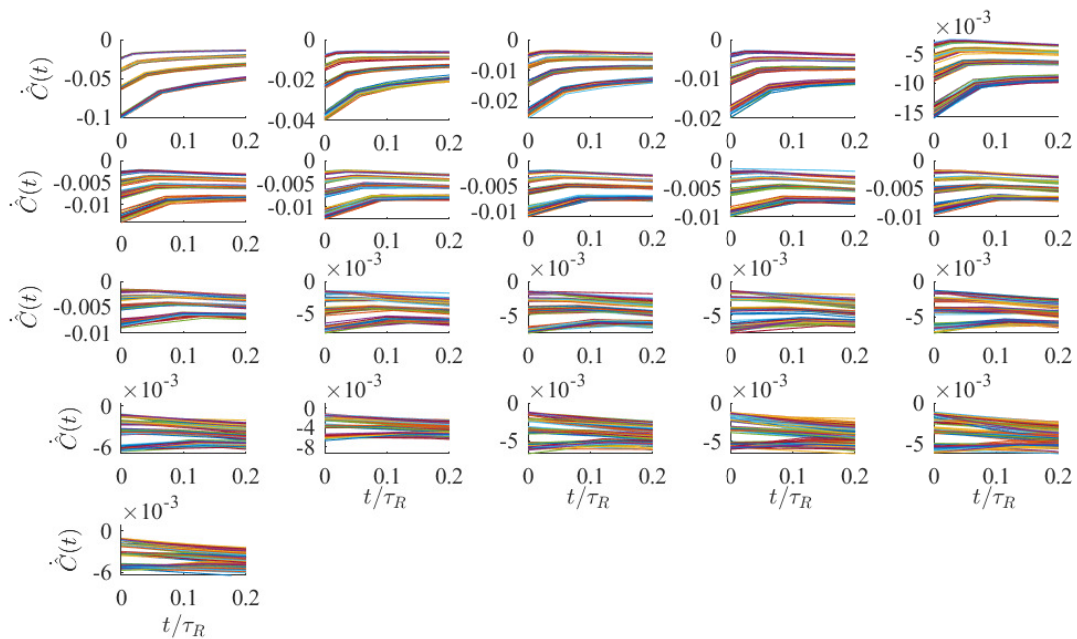 ×10⁻³
0 0 0 0
-5
-0.05 -0.02 -0.01 -0.01 -10
-0.02
-0.1 -0.04 -0.02 -15
Ċ̂(t)
0 0.1 0.2 0 0.1 0.2 0 0.1 0.2 0 0.1 0.2 0 0.1 0.2
0 0 0 0 0
-0.005 -0.005 -0.005 -0.005 -0.005
-0.01 -0.01 -0.01 -0.01 -0.01
Ċ̂(t)
0 0.1 0.2 0 0.1 0.2 0 0.1 0.2 0 0.1 0.2 0 0.1 0.2
×10⁻³ ×10⁻³ ×10⁻³ ×10⁻³
0 0 0 0 0
-0.005 -5 -5 -5 -5
-0.01
Ċ̂(t)
0 0.1 0.2 0 0.1 0.2 0 0.1 0.2 0 0.1 0.2 0 0.1 0.2
×10⁻³ ×10⁻³ ×10⁻³ ×10⁻³ ×10⁻³
0 0 0 0 0
-4
-6 -8 -5 -5 -5
Ċ̂(t)
0 0.1 0.2 0 0.1 0.2 0 0.1 0.2 0 0.1 0.2 0 0.1 0.2
t/τ_R t/τ_R t/τ_R t/τ_R
×10⁻³
0
-6
Ċ̂(t)
0 0.1 0.2
t/τ_R